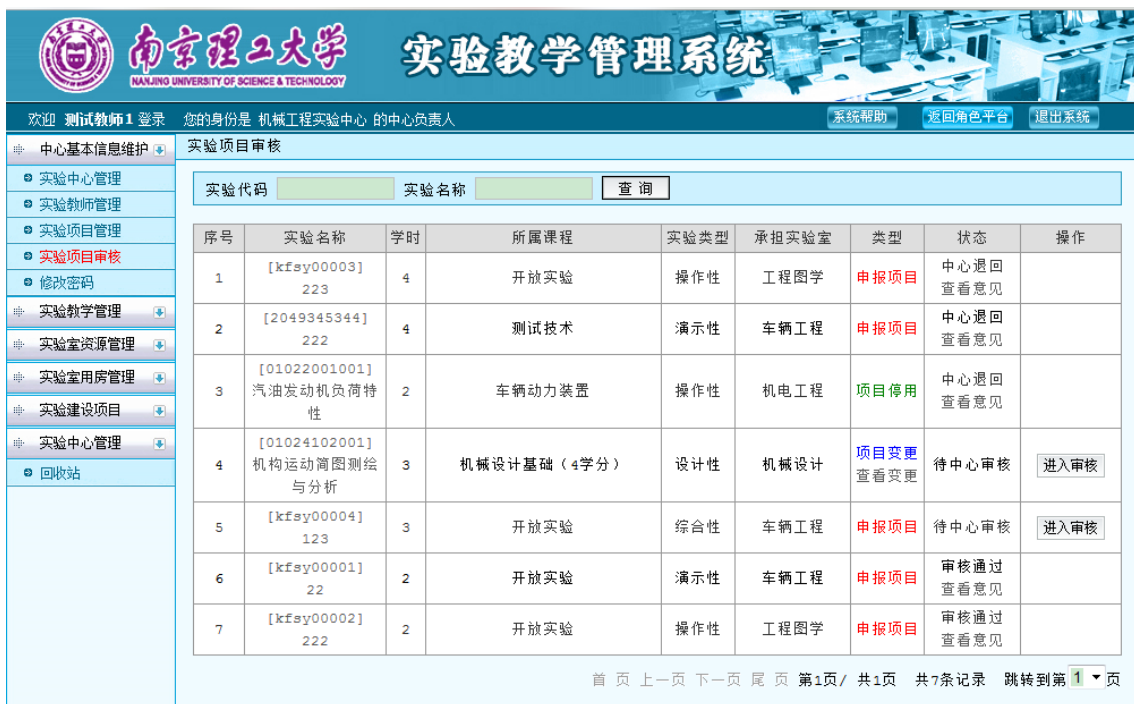 南京理工大学
NANJING UNIVERSITY OF SCIENCE & TECHNOLOGY
实验教学管理系统
欢迎 测试教师1 登录 您的身份是 机械工程实验中心 的中心负责人 系统帮助 返回角色平台 退出系统
中心基本信息维护
实验中心管理
实验教师管理
实验项目管理
实验项目审核
修改密码
实验教学管理
实验室资源管理
实验室用房管理
实验建设项目
实验中心管理
回收站
实验项目审核
实验代码 实验名称 查 询
序号 实验名称 学时 所属课程 实验类型 承担实验室 类型 状态 操作
1 [kfsy00003] 4 开放实验 操作性 工程图学 申报项目 中心退回
223 查看意见
2 [2049345344] 4 测试技术 演示性 车辆工程 申报项目 中心退回
222 查看意见
3 [01022001001] 2 车辆动力装置 操作性 机电工程 项目停用 中心退回
汽油发动机负荷特 查看意见
性
4 [01024102001] 3 机械设计基础（4学分） 设计性 机械设计 项目变更 待中心审核 进入审核
机构运动简图测绘 查看变更
与分析
5 [kfsy00004] 3 开放实验 综合性 车辆工程 申报项目 待中心审核 进入审核
123
6 [kfsy00001] 2 开放实验 演示性 车辆工程 申报项目 审核通过
22 查看意见
7 [kfsy00002] 2 开放实验 操作性 工程图学 申报项目 审核通过
222 查看意见
首 页 上一页 下一页 尾 页 第1页/ 共1页 共7条记录 跳转到第 1 页